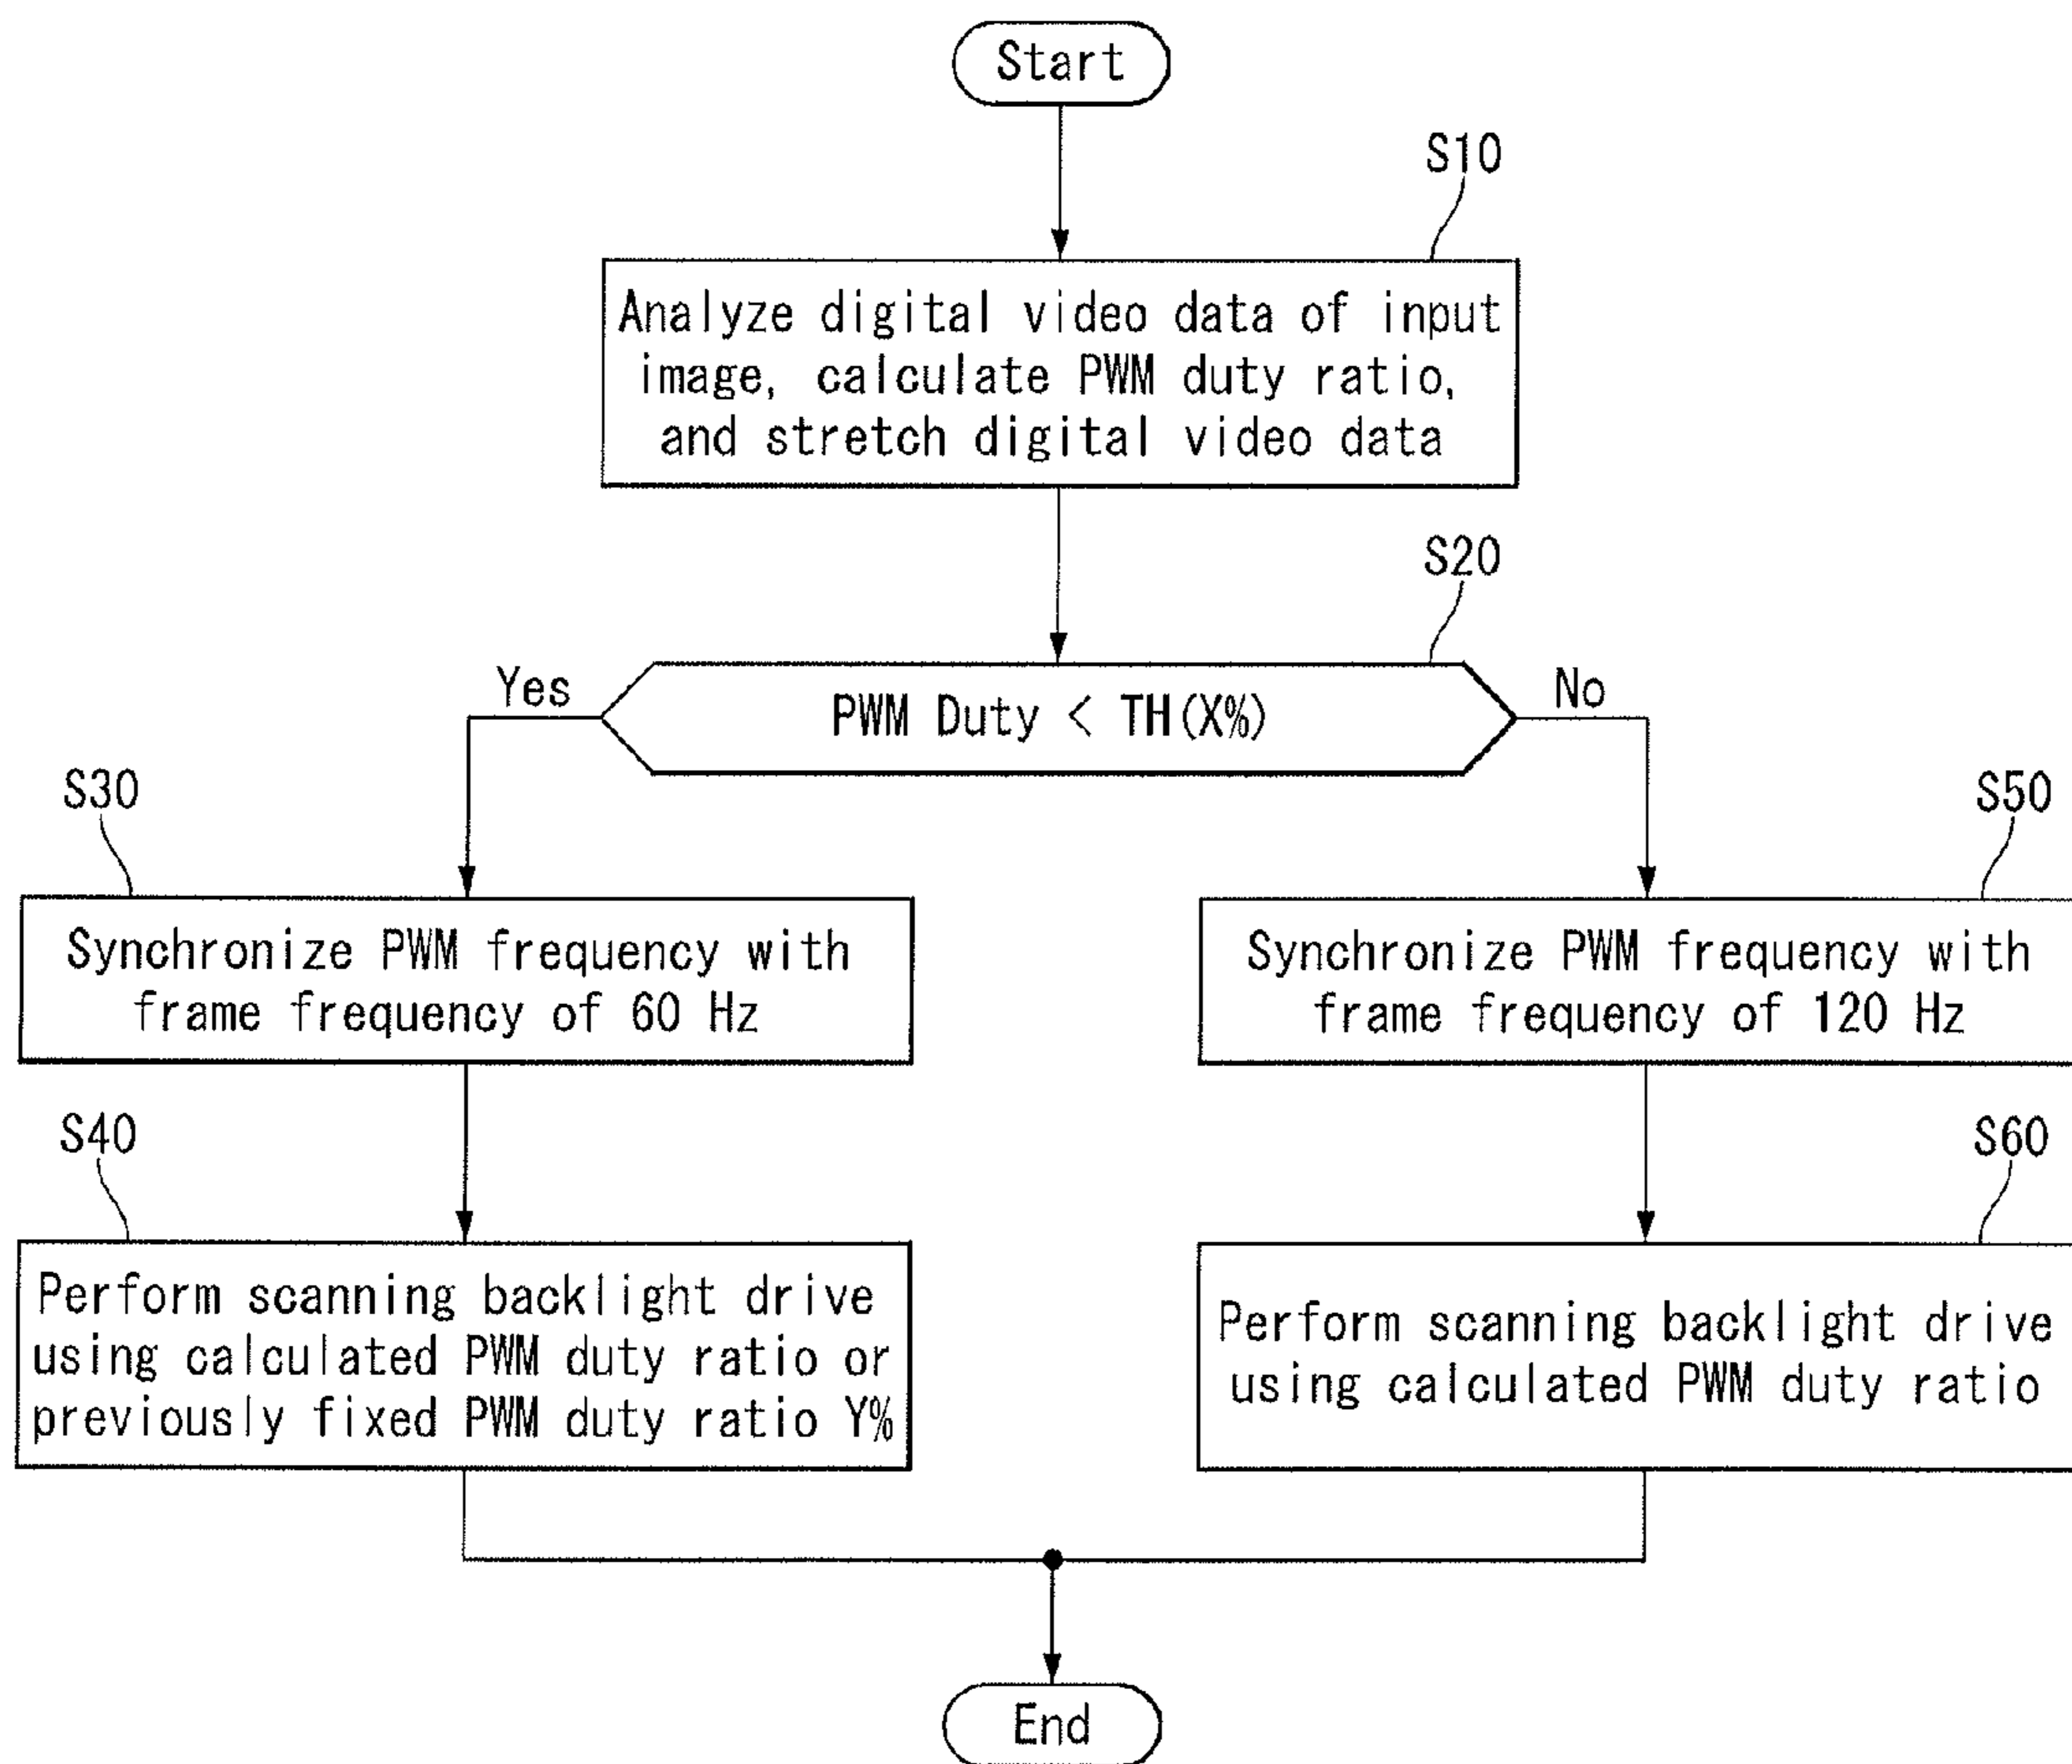 Start
S10
Analyze digital video data of input
image, calculate PWM duty ratio,
and stretch digital video data
S20
Yes
PWM Duty < TH(X%)
No
S30
S50
Synchronize PWM frequency with
frame frequency of 60 Hz
Synchronize PWM frequency with
frame frequency of 120 Hz
S40
S60
Perform scanning backlight drive
using calculated PWM duty ratio or
previously fixed PWM duty ratio Y%
Perform scanning backlight drive
using calculated PWM duty ratio
End